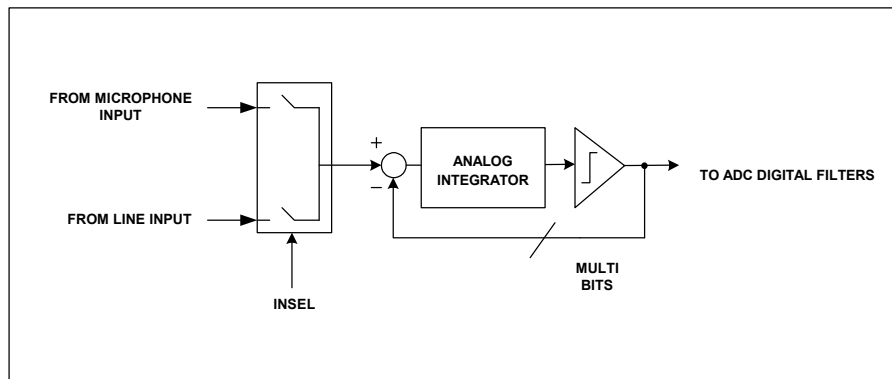 FROM MICROPHONE
INPUT
+
−
ANALOG
INTEGRATOR
TO ADC DIGITAL FILTERS
FROM LINE INPUT
MULTI
BITS
INSEL